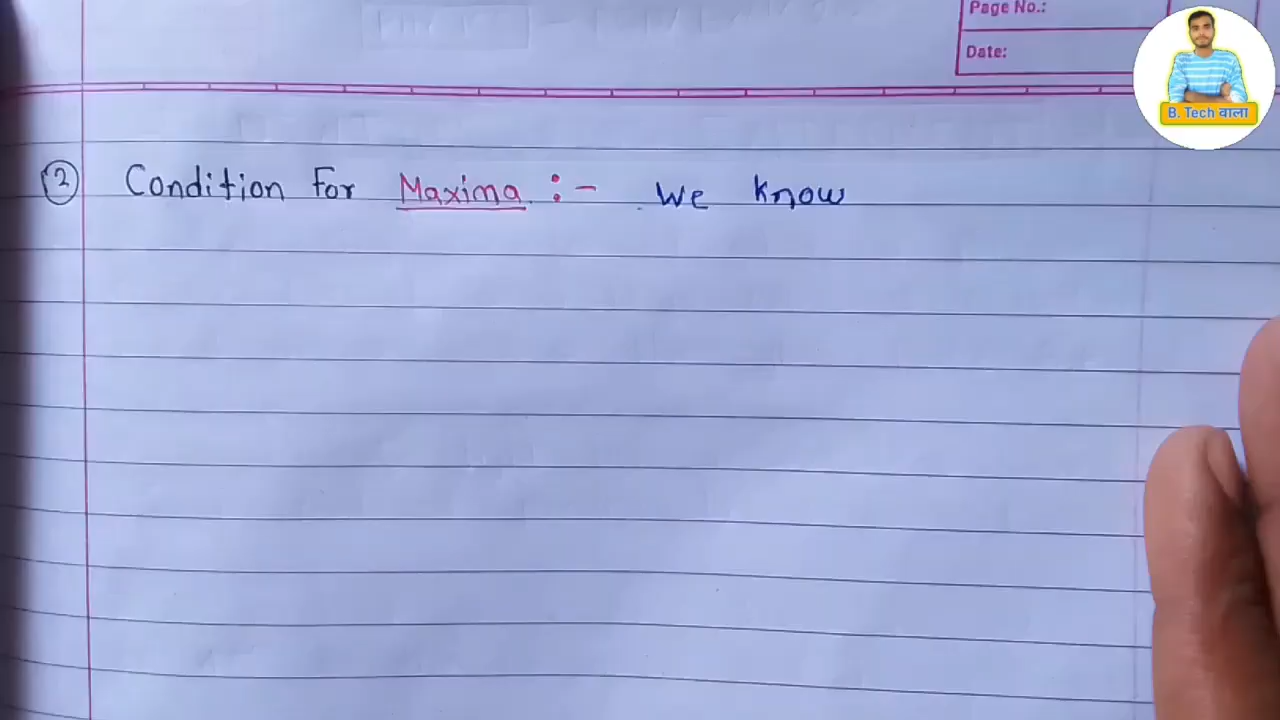 Page No.:
Date:
B. Tech वाला
② Condition For Maxima :- We Know